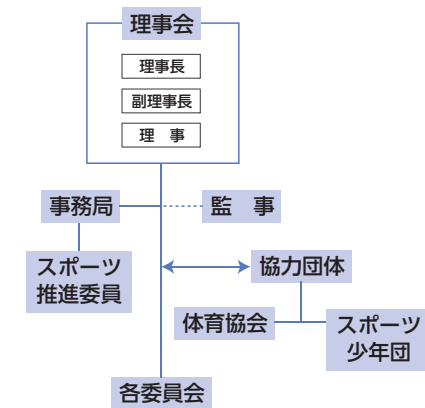 理事会
理事長
副理事長
理　事
事務局
監　事
スポーツ
推進委員
協力団体
体育協会
スポーツ
少年団
各委員会